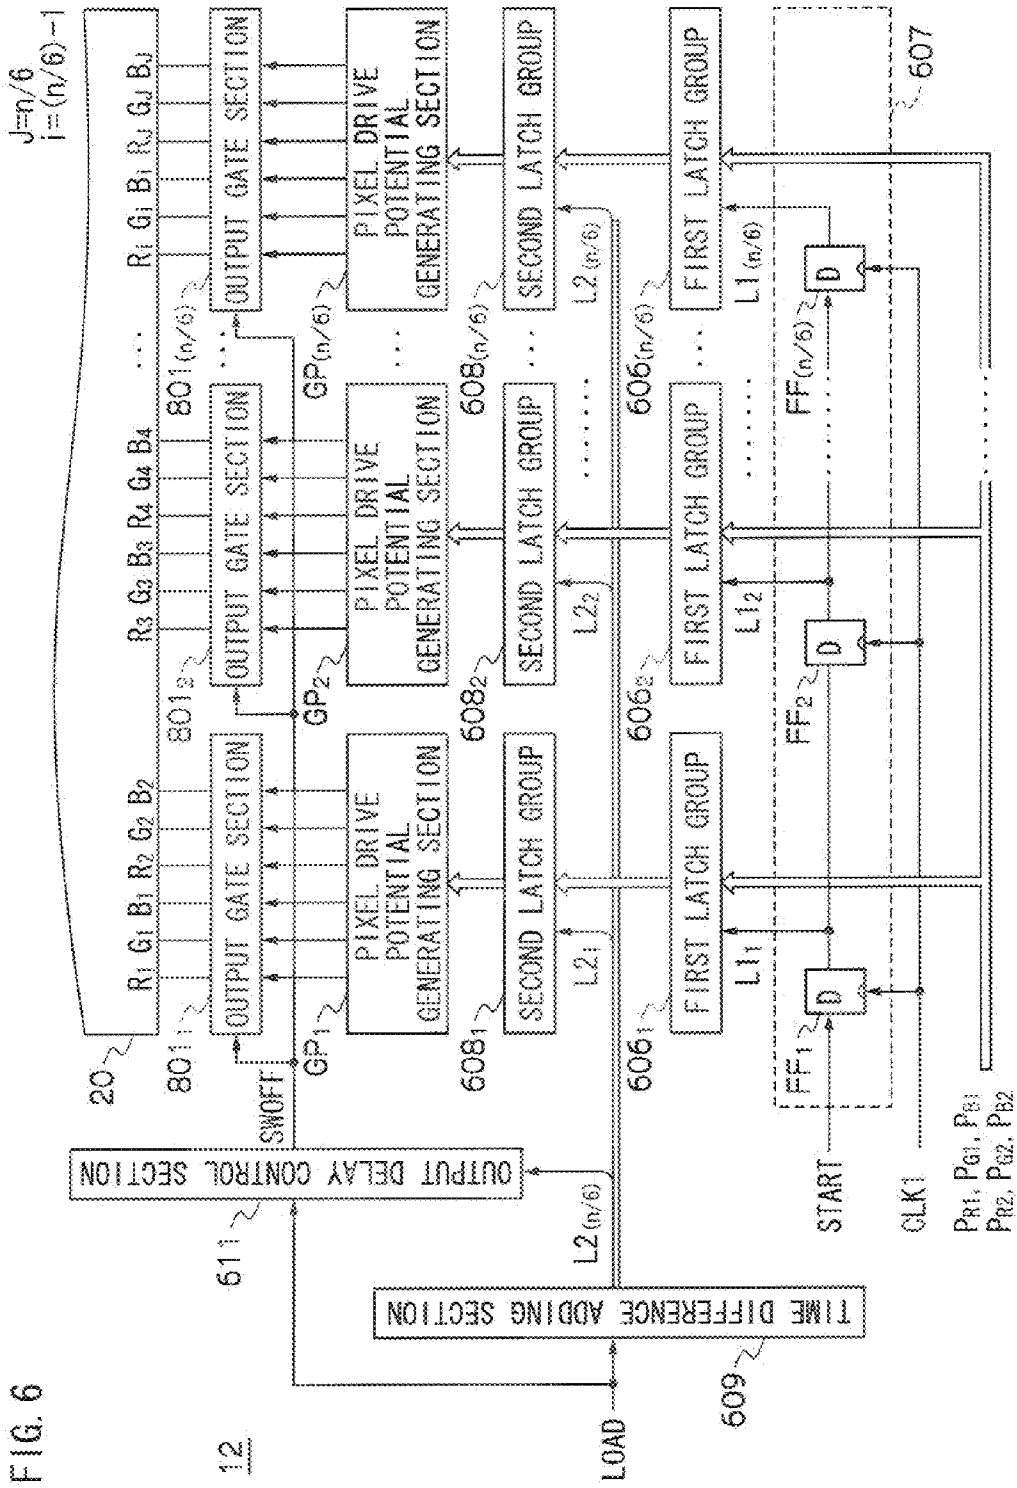 FIG. 6
12
J=n/6
i=(n/6)-1
20
R1 G1 B1 R2 G2 B2
R3 G3 B3 R4 G4 B4
...
Ri Gi Bi RJ GJ BJ
801₁
OUTPUT GATE SECTION
801₂
OUTPUT GATE SECTION
...
801(n/6)
OUTPUT GATE SECTION
611
OUTPUT DELAY CONTROL SECTION
SWOFF
GP₁
PIXEL DRIVE
POTENTIAL
GENERATING SECTION
GP₂
PIXEL DRIVE
POTENTIAL
GENERATING SECTION
...
GP(n/6)
PIXEL DRIVE
POTENTIAL
GENERATING SECTION
608₁
SECOND LATCH GROUP
608₂
SECOND LATCH GROUP
...
608(n/6)
SECOND LATCH GROUP
LOAD
609
TIME DIFFERENCE ADDING SECTION
L2(n/6)
L2₁
L2₂
.......
L2(n/6)
606₁
FIRST LATCH GROUP
606₂
FIRST LATCH GROUP
...
606(n/6)
FIRST LATCH GROUP
L1₁
L1₂
.......
L1(n/6)
START
FF₁
D
FF₂
D
FF(n/6)
D
607
CLK1
PR1, PG1, PB1
PR2, PG2, PB2